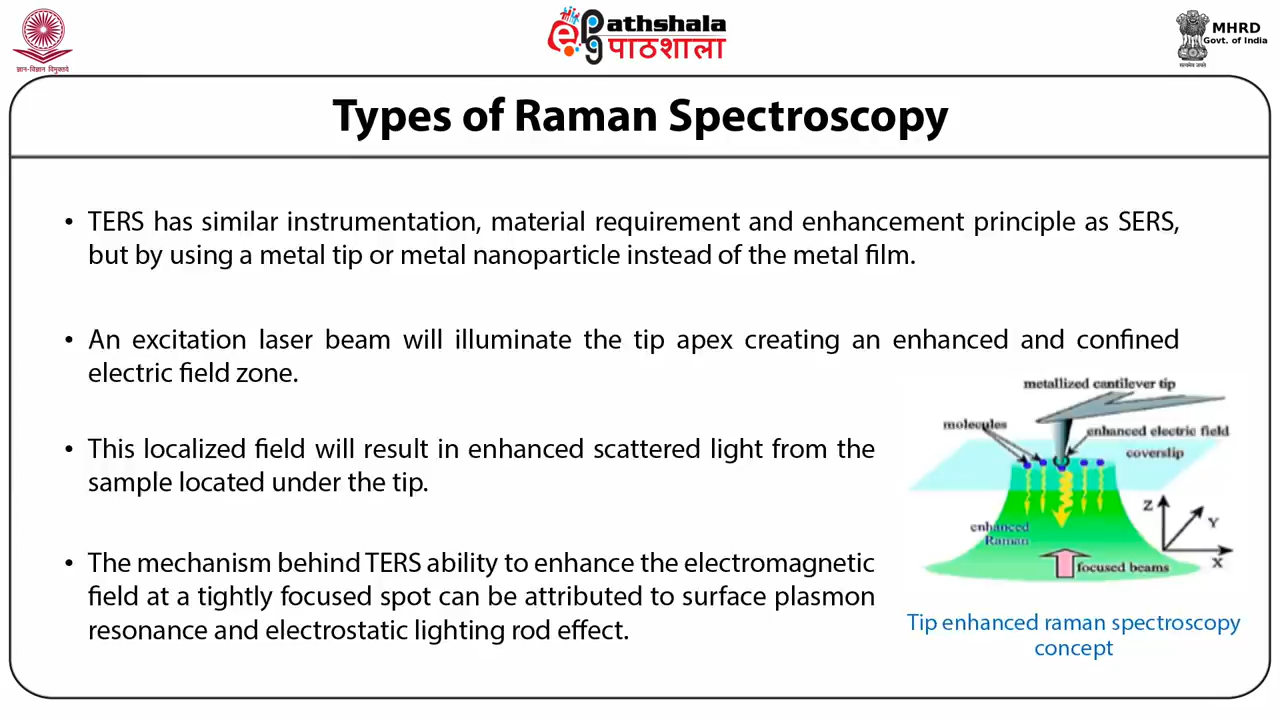 ज्ञान-विज्ञान विमुक्तये
epg Pathshala
पाठशाला
MHRD
Govt. of India
सत्यमेव जयते
Types of Raman Spectroscopy
• TERS has similar instrumentation, material requirement and enhancement principle as SERS,
but by using a metal tip or metal nanoparticle instead of the metal film.
• An excitation laser beam will illuminate the tip apex creating an enhanced and confined
electric field zone.
• This localized field will result in enhanced scattered light from the
sample located under the tip.
• The mechanism behind TERS ability to enhance the electromagnetic
field at a tightly focused spot can be attributed to surface plasmon
resonance and electrostatic lighting rod effect.
metallized cantilever tip
molecules
enhanced electric field
coverslip
Z
Y
X
enhanced
Raman
focused beams
Tip enhanced raman spectroscopy
concept